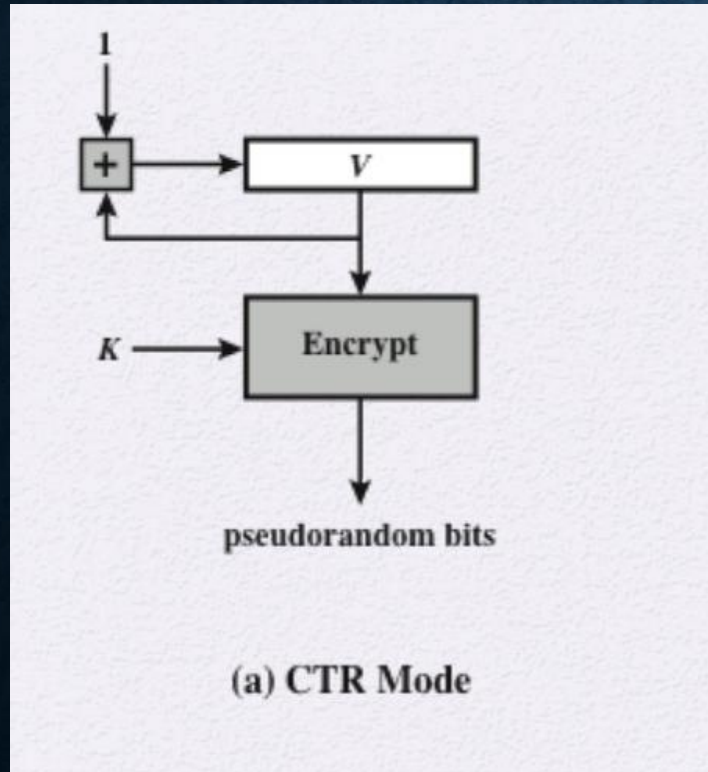 1
+
V
K
Encrypt
pseudorandom bits
(a) CTR Mode